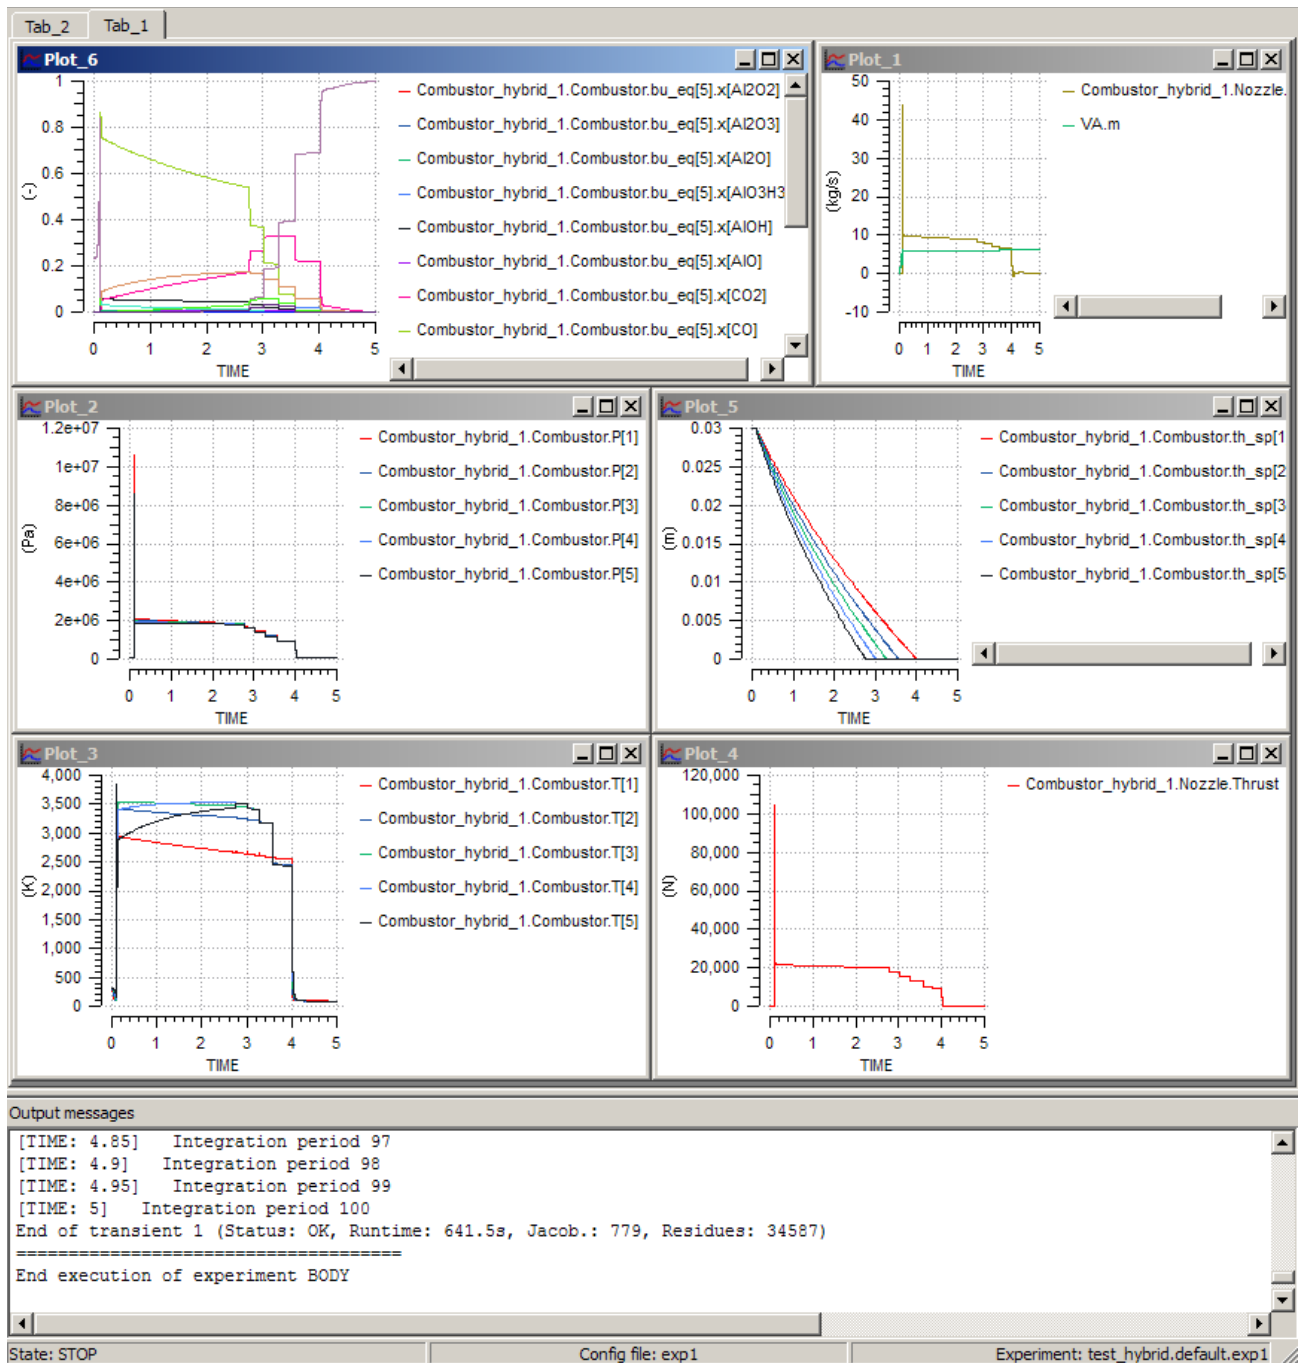 Tab_2 Tab_1
Plot_6
1
0.8
0.6
0.4
0.2
0
(-)
0 1 2 3 4 5
TIME
Combustor_hybrid_1.Combustor.bu_eq[5].x[Al2O2]
Combustor_hybrid_1.Combustor.bu_eq[5].x[Al2O3]
Combustor_hybrid_1.Combustor.bu_eq[5].x[Al2O]
Combustor_hybrid_1.Combustor.bu_eq[5].x[AlO3H3
Combustor_hybrid_1.Combustor.bu_eq[5].x[AlOH]
Combustor_hybrid_1.Combustor.bu_eq[5].x[AlO]
Combustor_hybrid_1.Combustor.bu_eq[5].x[CO2]
Combustor_hybrid_1.Combustor.bu_eq[5].x[CO]
Plot_1
50
40
30
20
10
0
-10
(kg/s)
0 1 2 3 4 5
TIME
Combustor_hybrid_1.Nozzle.
VA.m
Plot_2
1.2e+07
1e+07
8e+06
6e+06
4e+06
2e+06
0
(Pa)
0 1 2 3 4 5
TIME
Combustor_hybrid_1.Combustor.P[1]
Combustor_hybrid_1.Combustor.P[2]
Combustor_hybrid_1.Combustor.P[3]
Combustor_hybrid_1.Combustor.P[4]
Combustor_hybrid_1.Combustor.P[5]
Plot_5
0.03
0.025
0.02
0.015
0.01
0.005
0
(m)
0 1 2 3 4 5
TIME
Combustor_hybrid_1.Combustor.th_sp[1
Combustor_hybrid_1.Combustor.th_sp[2
Combustor_hybrid_1.Combustor.th_sp[3
Combustor_hybrid_1.Combustor.th_sp[4
Combustor_hybrid_1.Combustor.th_sp[5
Plot_3
4,000
3,500
3,000
2,500
2,000
1,500
1,000
500
0
(K)
0 1 2 3 4 5
TIME
Combustor_hybrid_1.Combustor.T[1]
Combustor_hybrid_1.Combustor.T[2]
Combustor_hybrid_1.Combustor.T[3]
Combustor_hybrid_1.Combustor.T[4]
Combustor_hybrid_1.Combustor.T[5]
Plot_4
120,000
100,000
80,000
60,000
40,000
20,000
0
(N)
0 1 2 3 4 5
TIME
Combustor_hybrid_1.Nozzle.Thrust
Output messages
[TIME: 4.85] Integration period 97
[TIME: 4.9] Integration period 98
[TIME: 4.95] Integration period 99
[TIME: 5] Integration period 100
End of transient 1 (Status: OK, Runtime: 641.5s, Jacob.: 779, Residues: 34587)
======================================
End execution of experiment BODY
State: STOP Config file: exp1 Experiment: test_hybrid.default.exp1